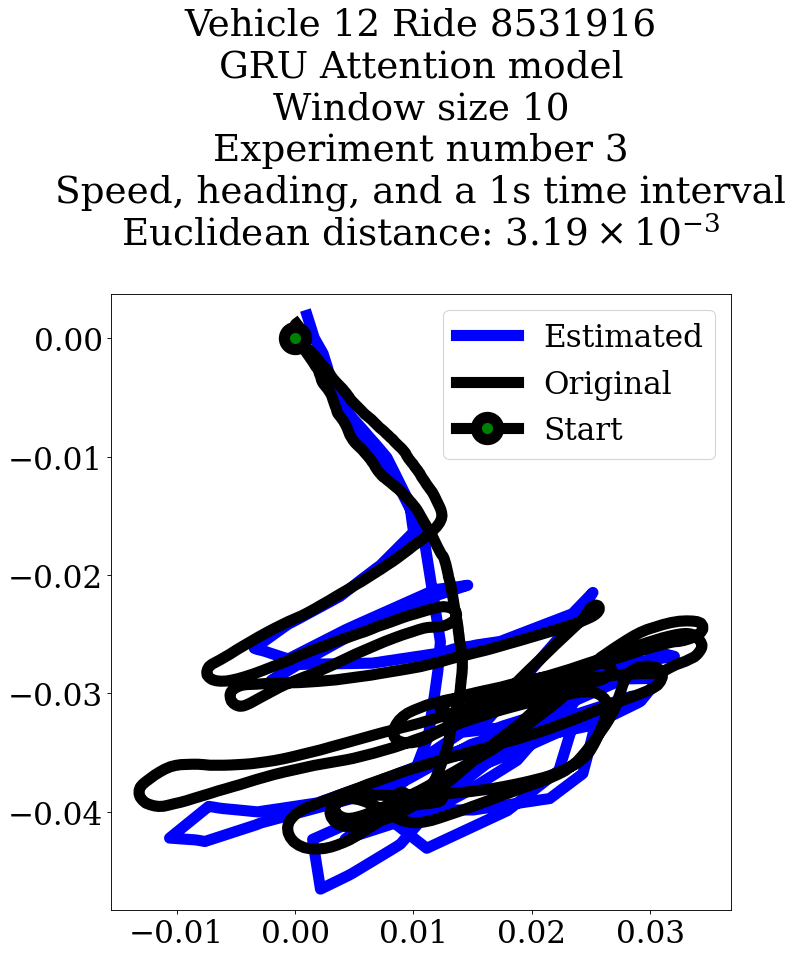 Vehicle 12 Ride 8531916
GRU Attention model
Window size 10
Experiment number 3
Speed, heading, and a 1s time interval
Euclidean distance: 3.19 × 10⁻³
Estimated
Original
Start
0.00
−0.01
−0.02
−0.03
−0.04
−0.01 0.00 0.01 0.02 0.03